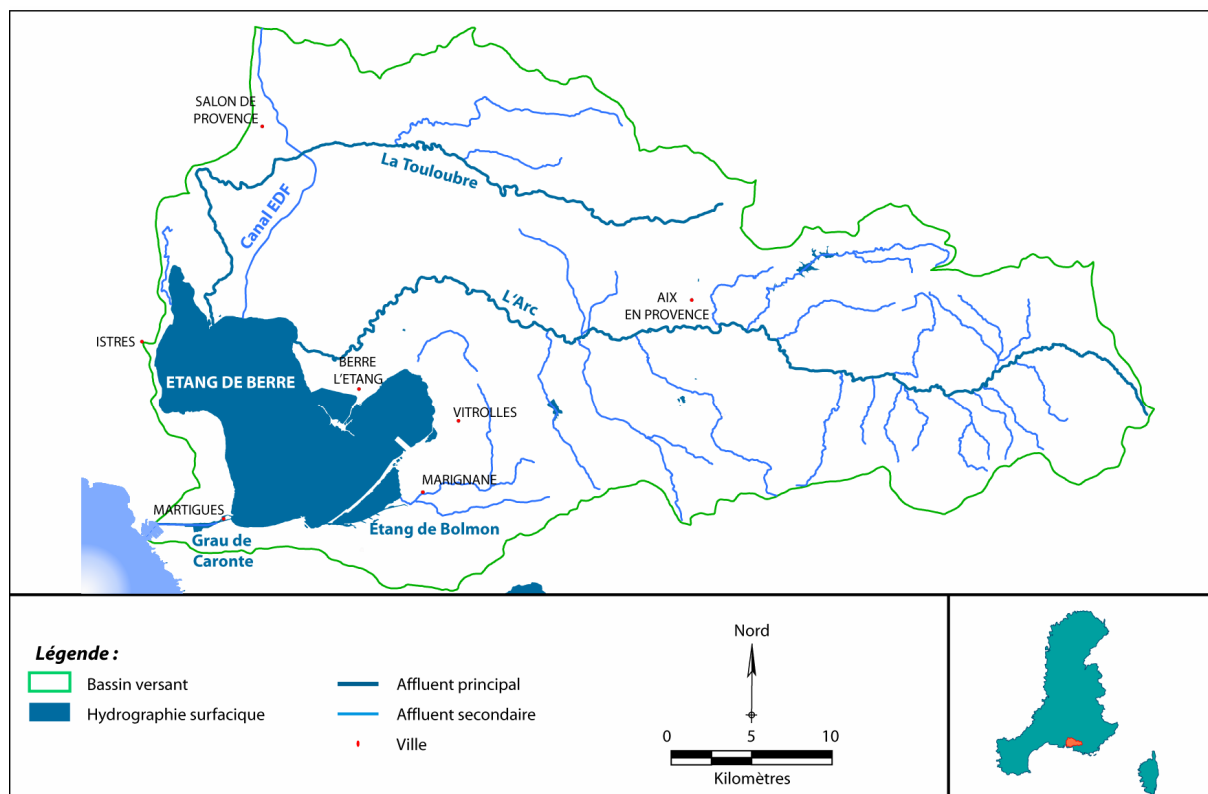 SALON DE
PROVENCE
La Touloubre
Canal EDF
L'Arc
AIX
EN PROVENCE
ISTRES
BERRE
L'ETANG
ETANG DE BERRE
VITROLLES
MARIGNANE
MARTIGUES
Étang de Bolmon
Grau de
Caronte
Légende :
Bassin versant
Hydrographie surfacique
Affluent principal
Affluent secondaire
Ville
Nord
0 5 10
Kilomètres